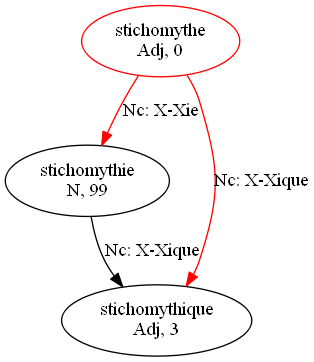 stichomythe
Adj, 0
Nc: X-Xie
stichomythie
N, 99
Nc: X-Xique
Nc: X-Xique
stichomythique
Adj, 3